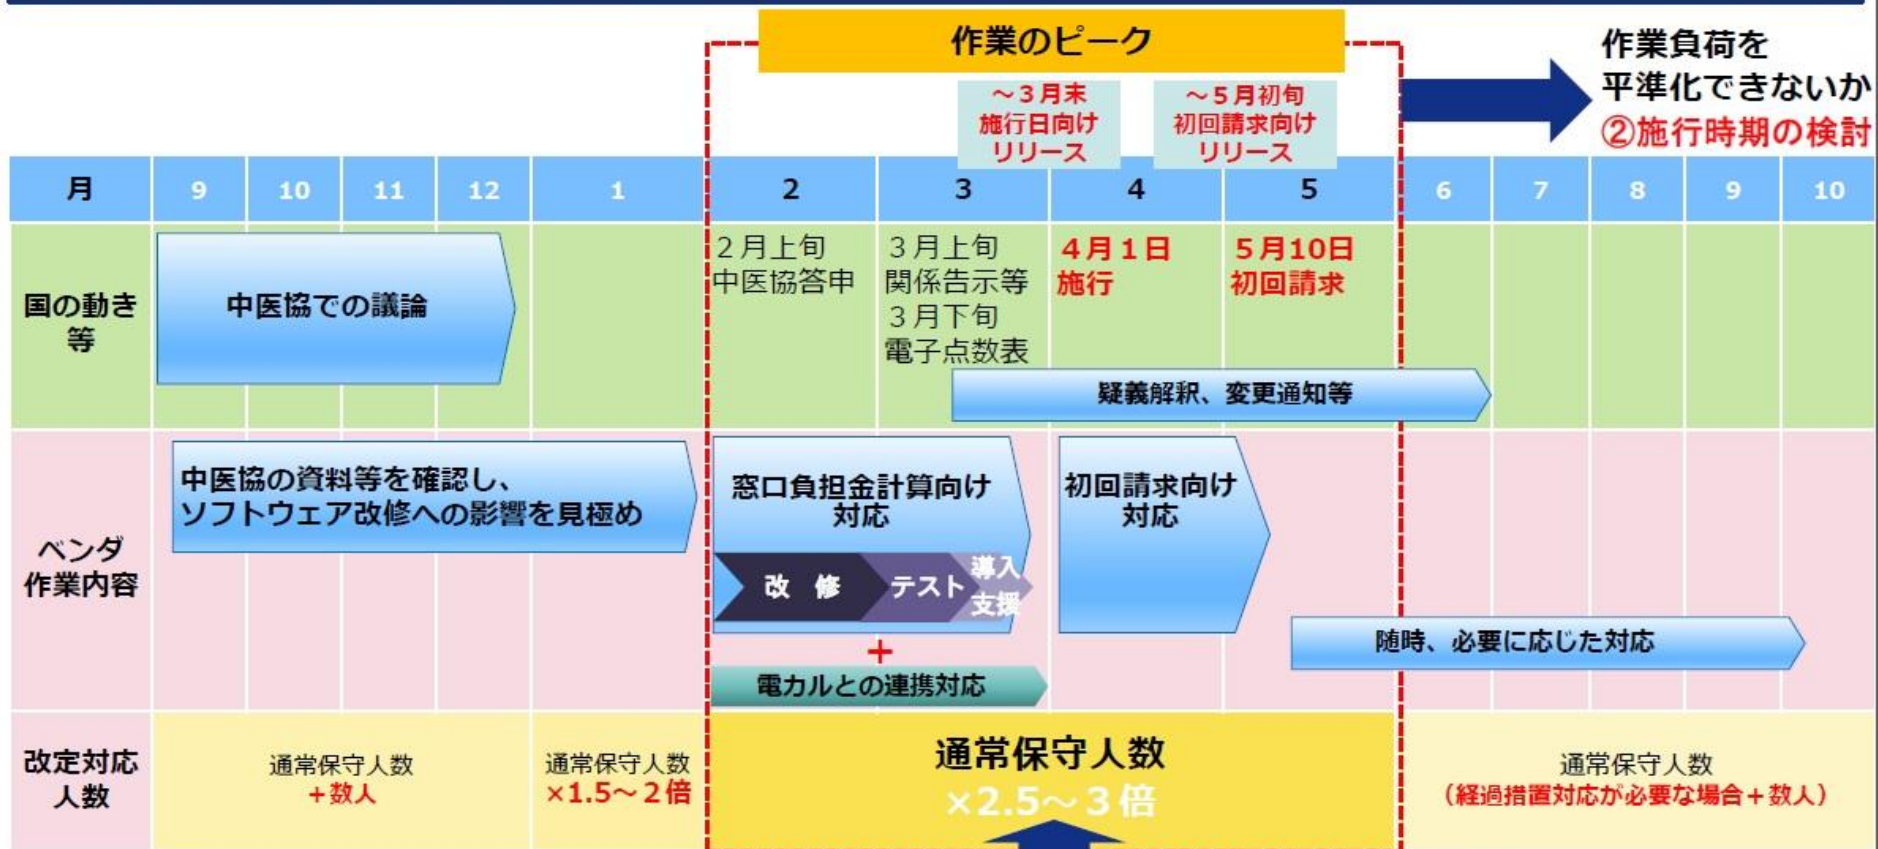 作業のピーク
作業負荷を
平準化できないか
②施行時期の検討
～３月末
施行日向け
リリース
～５月初旬
初回請求向け
リリース
月 9 10 11 12 1 2 3 4 5 6 7 8 9 10
国の動き
等
中医協での議論
２月上旬
中医協答申
３月上旬
関係告示等
３月下旬
電子点数表
４月１日
施行
５月10日
初回請求
疑義解釈、変更通知等
ベンダ
作業内容
中医協の資料等を確認し、
ソフトウェア改修への影響を見極め
窓口負担金計算向け
対応
改　修
テスト
導入
支援
＋
電カルとの連携対応
初回請求向け
対応
随時、必要に応じた対応
改定対応
人数
通常保守人数
＋数人
通常保守人数
×1.5～２倍
通常保守人数
×2.5～３倍
通常保守人数
（経過措置対応が必要な場合＋数人）